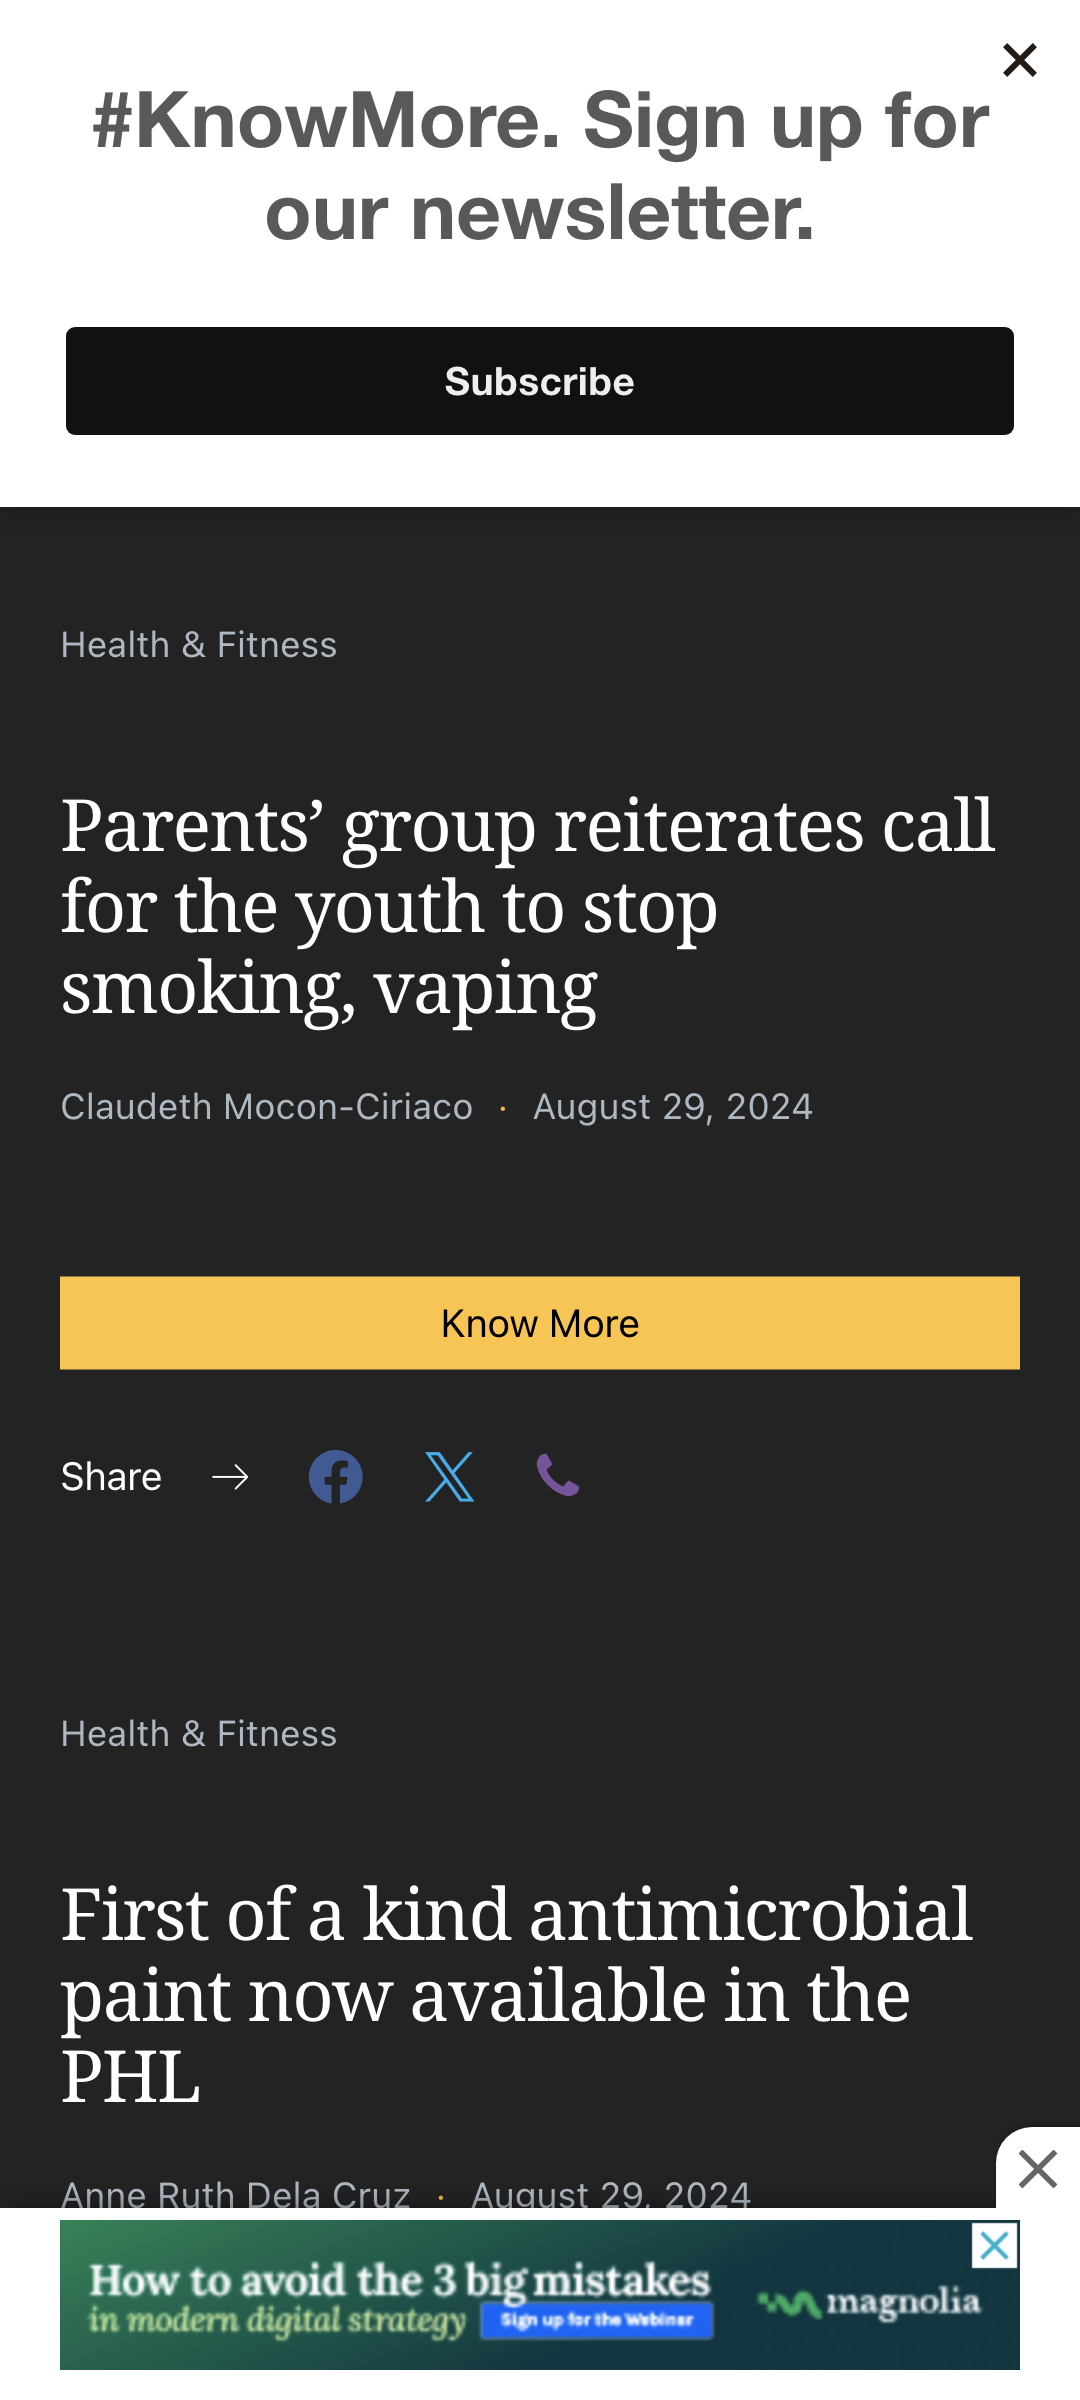 #KnowMore. Sign up for
our newsletter.
Subscribe
Health & Fitness
Parents’ group reiterates call
for the youth to stop
smoking, vaping
Claudeth Mocon-Ciriaco · August 29, 2024
Know More
Share →
Health & Fitness
First of a kind antimicrobial
paint now available in the
PHL
Anne Ruth Dela Cruz · August 29, 2024
How to avoid the 3 big mistakes
in modern digital strategy
Sign up for the Webinar
magnolia